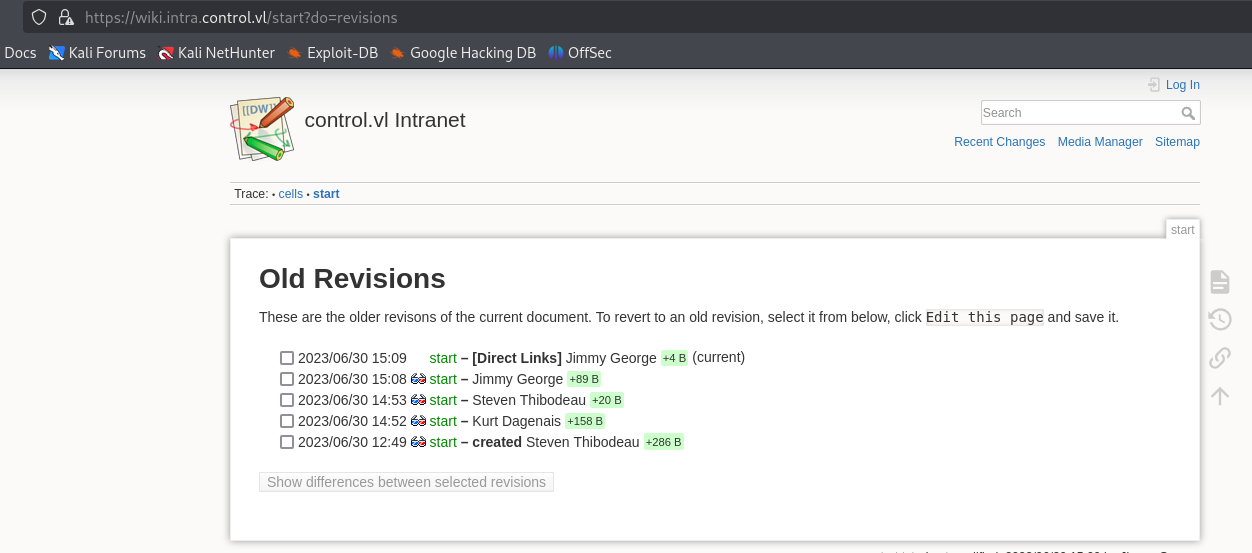 https://wiki.intra.control.vl/start?do=revisions
Docs Kali Forums Kali NetHunter Exploit-DB Google Hacking DB OffSec
Log In
[[DW]]
control.vl Intranet
Search
Recent Changes Media Manager Sitemap
Trace: • cells • start
start
Old Revisions
These are the older revisons of the current document. To revert to an old revision, select it from below, click Edit this page and save it.
2023/06/30 15:09 start – [Direct Links] Jimmy George +4 B (current)
2023/06/30 15:08 start – Jimmy George +89 B
2023/06/30 14:53 start – Steven Thibodeau +20 B
2023/06/30 14:52 start – Kurt Dagenais +158 B
2023/06/30 12:49 start – created Steven Thibodeau +286 B
Show differences between selected revisions